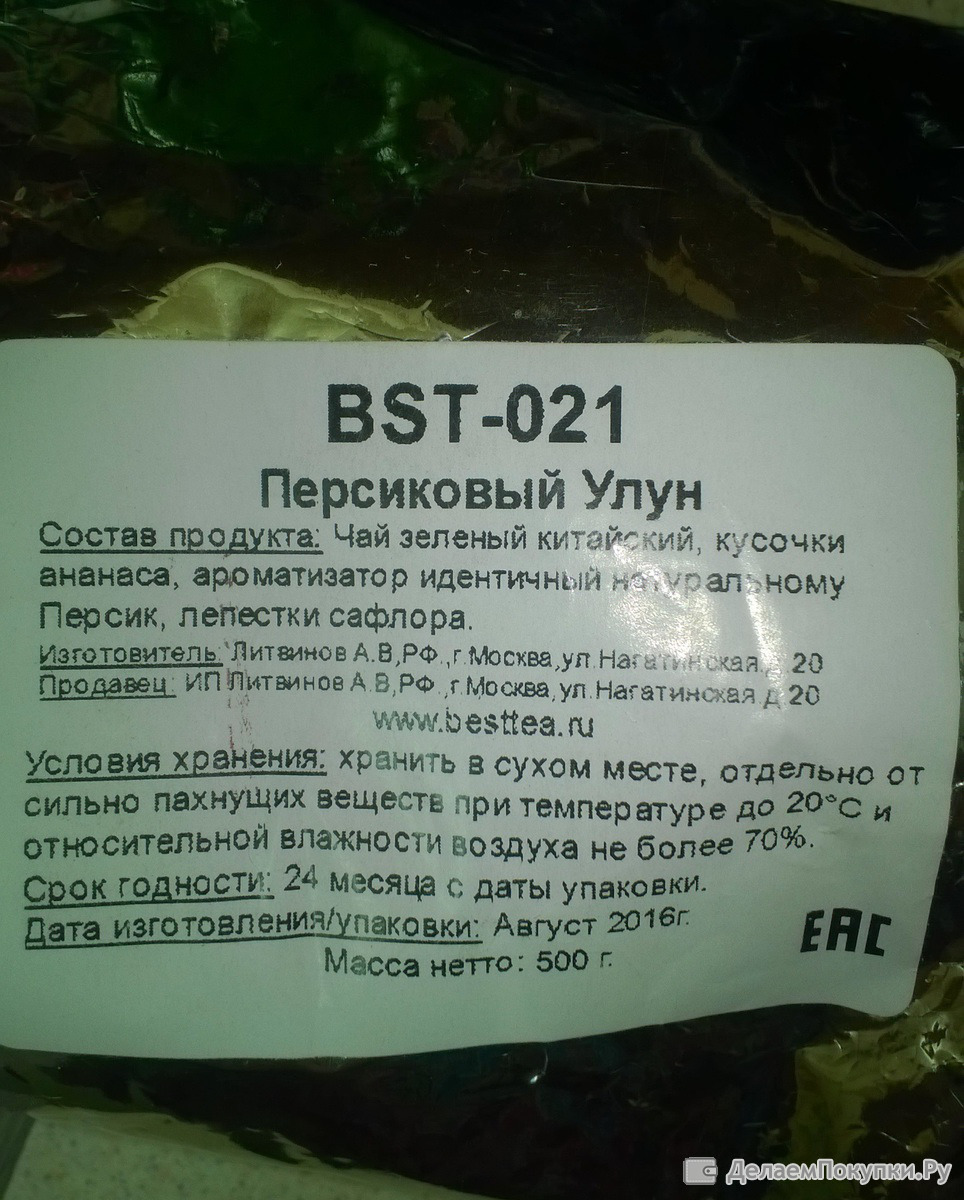 BST-021
Персиковый Улун
Состав продукта: Чай зеленый китайский, кусочки
ананаса, ароматизатор идентичный натуральному
Персик, лепестки сафлора.
Изготовитель: Литвинов А.В,РФ.,г.Москва,ул.Нагатинская,д. 20
Продавец: ИП Литвинов А.В,РФ.,г.Москва,ул.Нагатинская.д.20
www.besttea.ru
Условия хранения: хранить в сухом месте, отдельно от
сильно пахнущих веществ при температуре до 20°С и
относительной влажности воздуха не более 70%.
Срок годности: 24 месяца с даты упаковки.
Дата изготовления/упаковки: Август 2016г.
EAC
Масса нетто: 500 г.
ДелаемПокупки.Ру